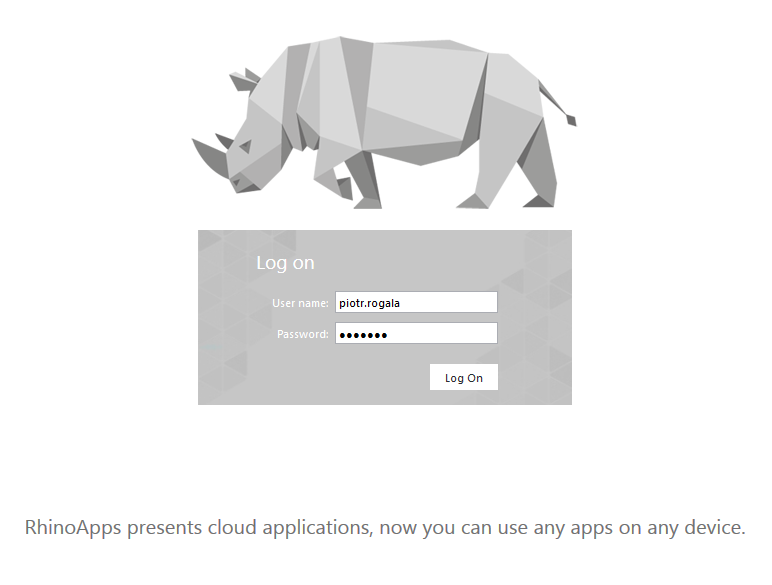 Log on
User name: piotr.rogala
Password: •••••••
Log On
RhinoApps presents cloud applications, now you can use any apps on any device.